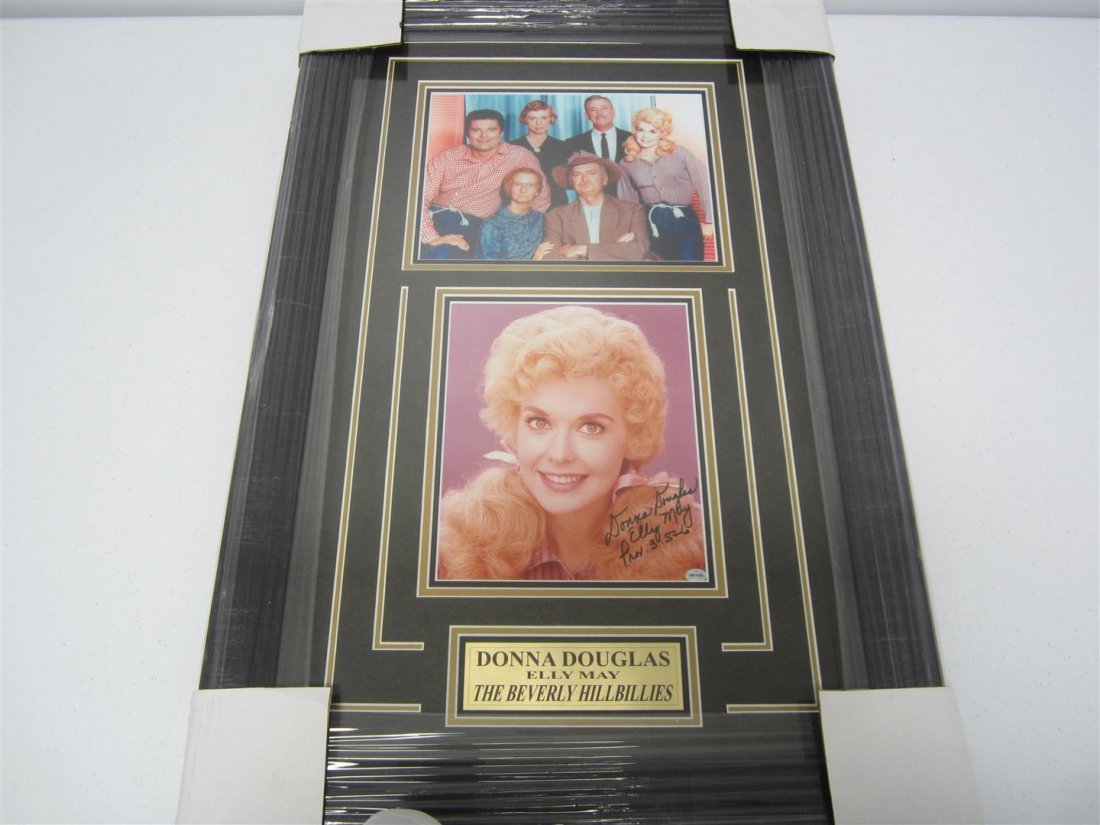 Donna Douglas
Elly May
Prov. 3:5&6
DONNA DOUGLAS
ELLY MAY
THE BEVERLY HILLBILLIES